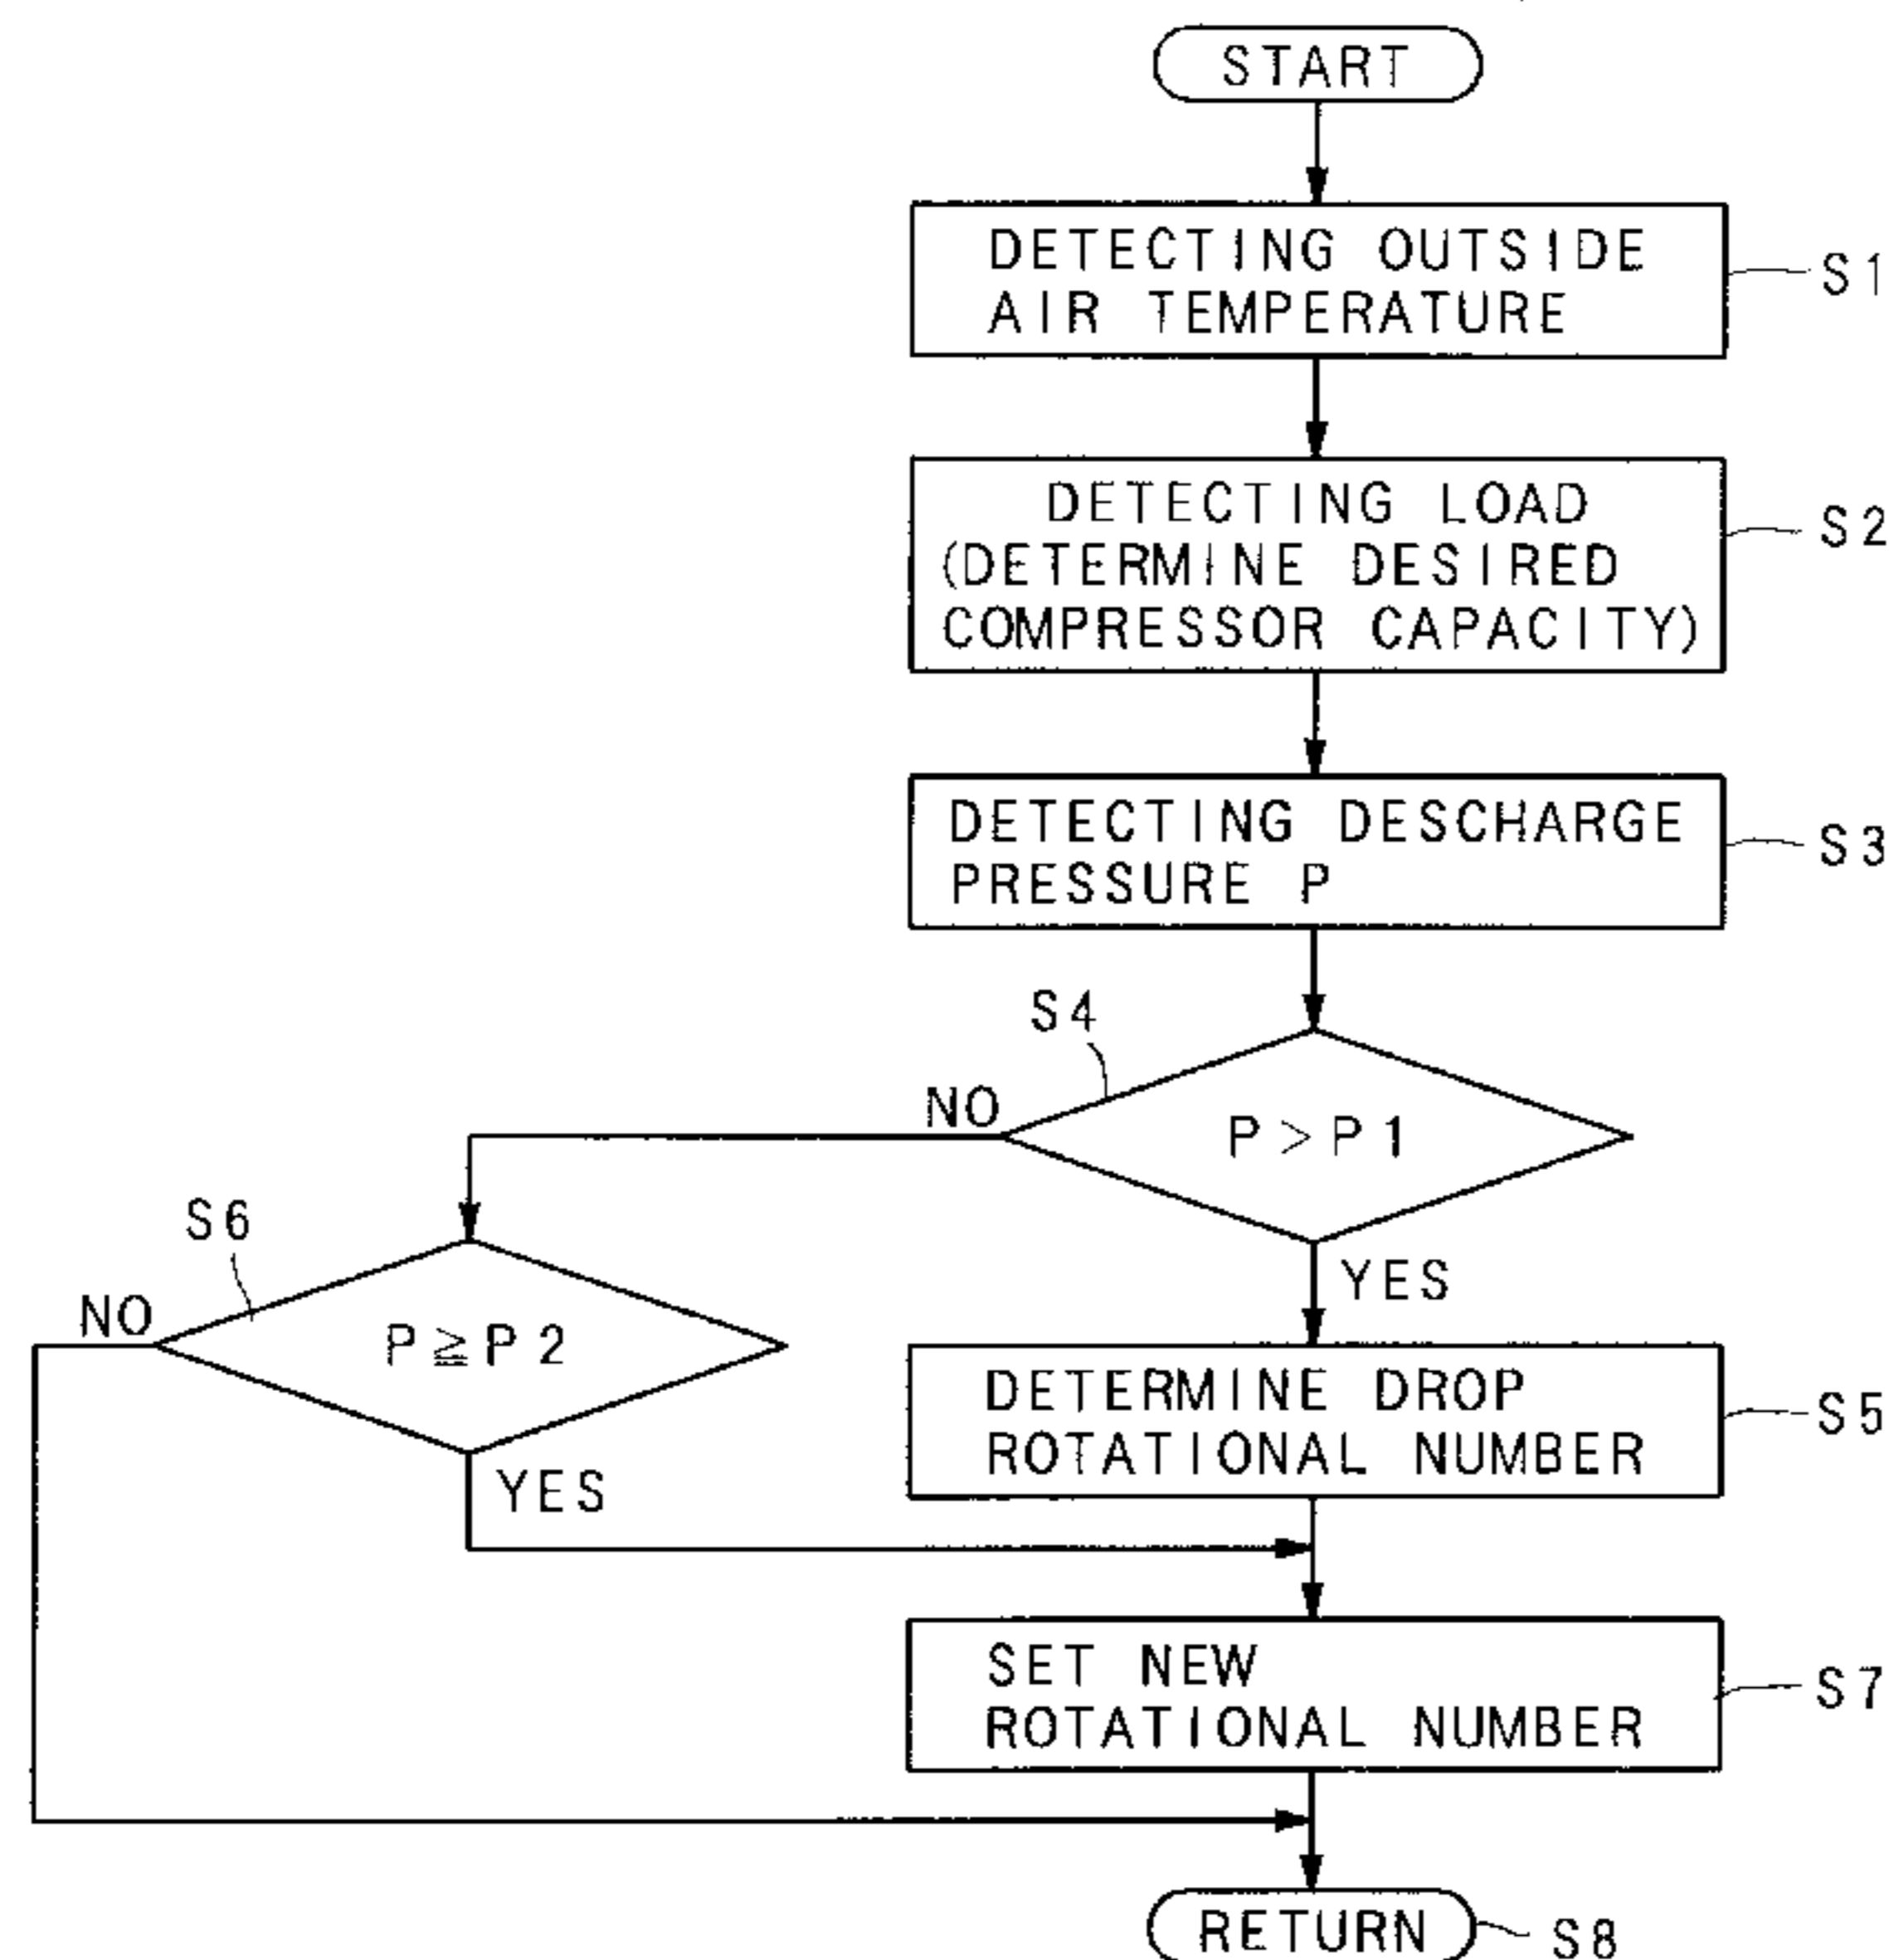 START
DETECTING OUTSIDE
AIR TEMPERATURE
S1
DETECTING LOAD
(DETERMINE DESIRED
COMPRESSOR CAPACITY)
S2
DETECTING DESCHARGE
PRESSURE P
S3
S4
NO
P > P1
YES
S6
NO
P ≧ P2
YES
DETERMINE DROP
ROTATIONAL NUMBER
S5
SET NEW
ROTATIONAL NUMBER
S7
RETURN
S8